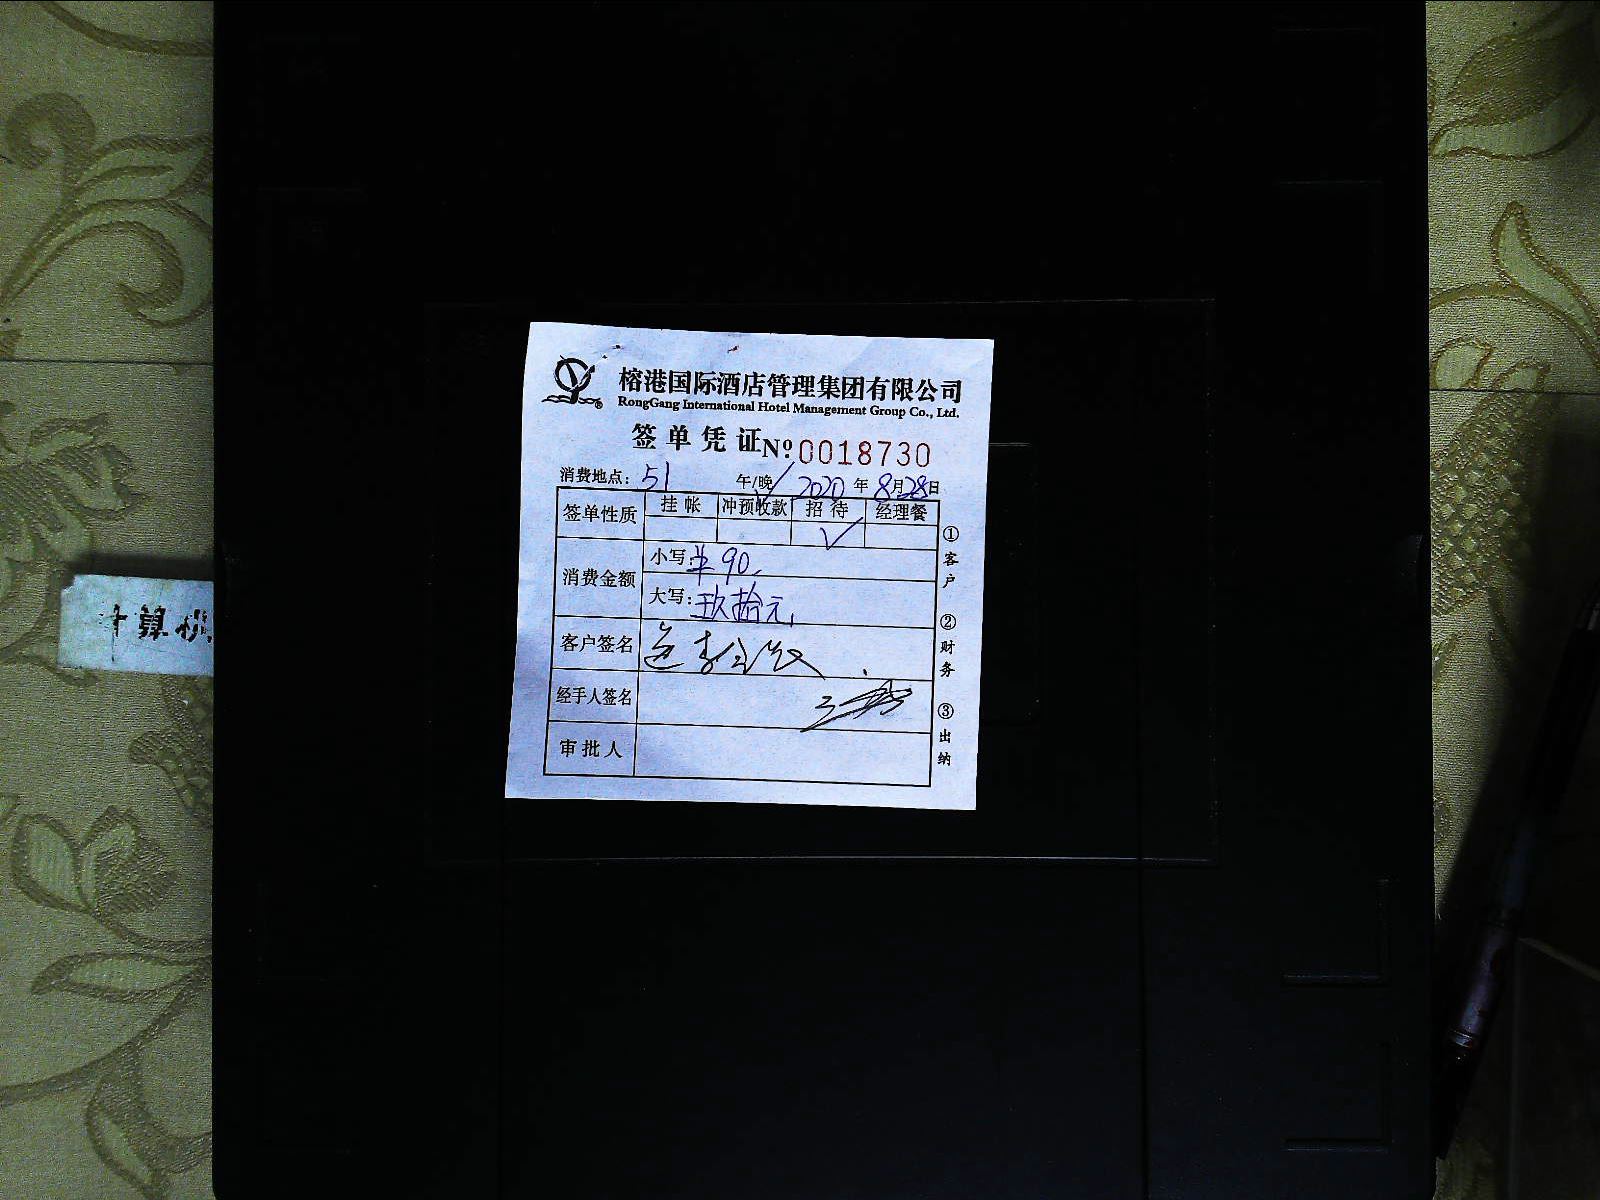 榕港国际酒店管理集团有限公司
RongGang International Hotel Management Group Co., Ltd.
签单凭证 Nº 0018730
消费地点: 51 午/晚 2020 年 8月28日
签单性质 挂帐 冲预收款 招待 经理餐
√
消费金额 小写: ¥90
大写: 玖拾元
客户签名
经手人签名
审批人
①客户 ②财务 ③出纳
计算机